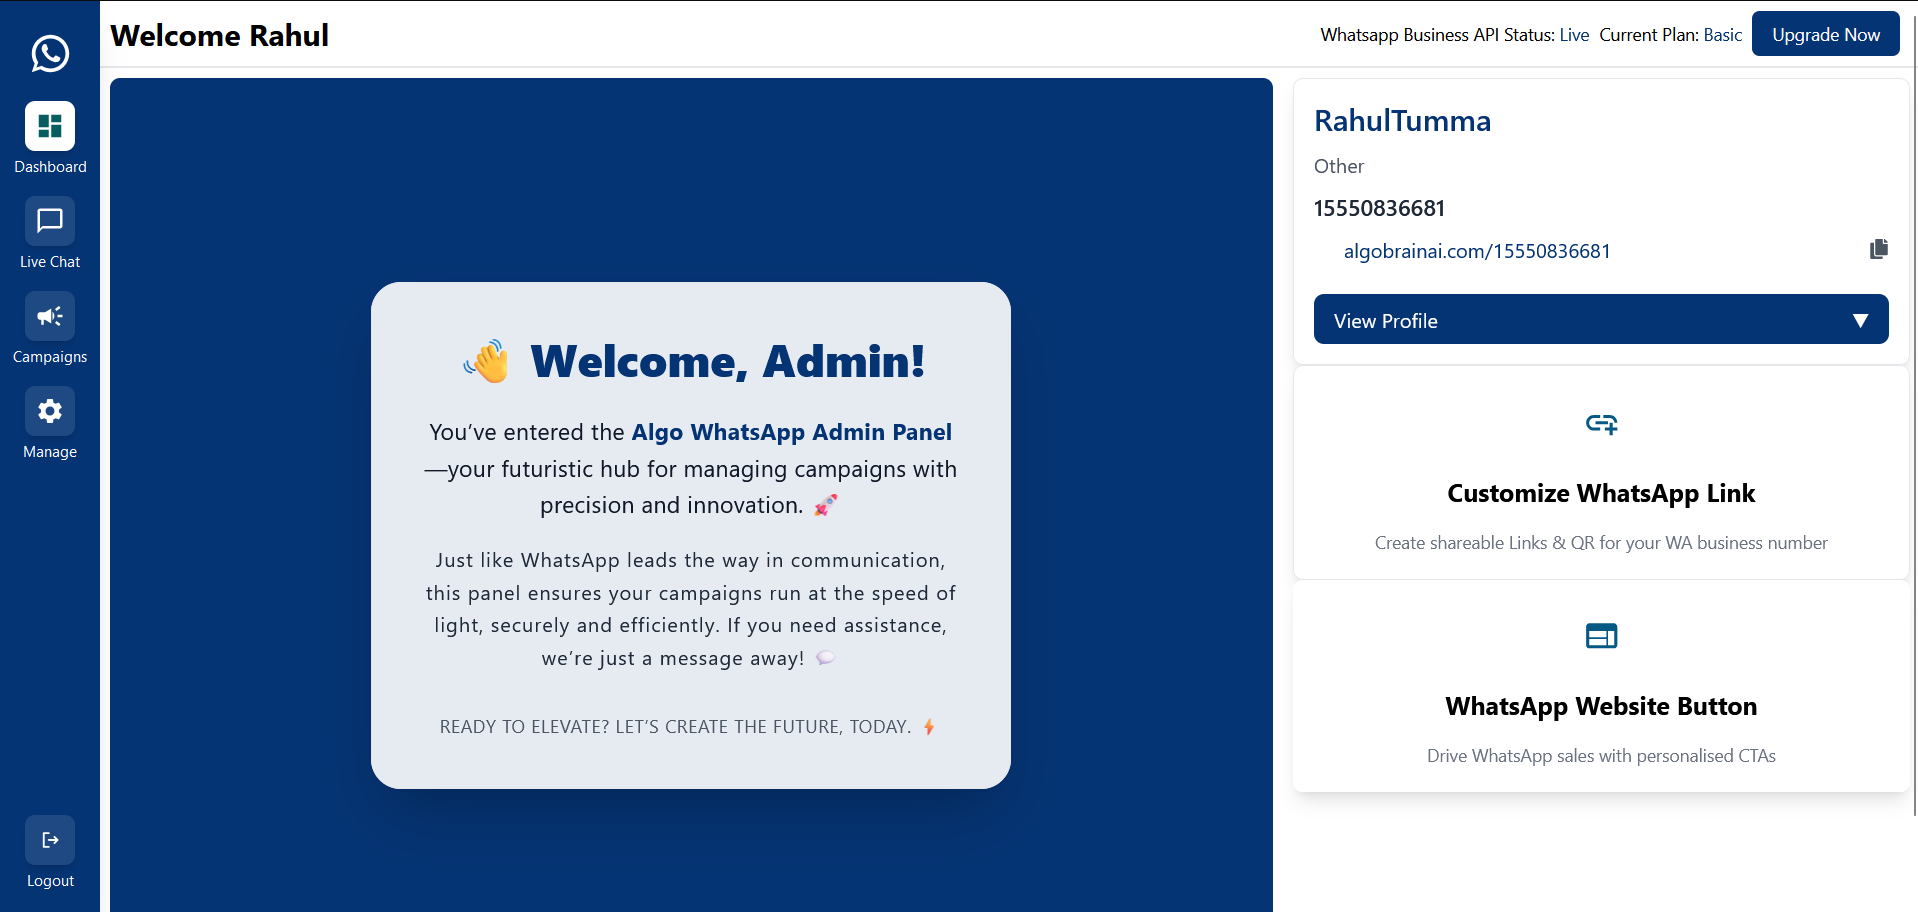 Welcome Rahul
Whatsapp Business API Status: Live Current Plan: Basic Upgrade Now
Dashboard
Live Chat
Campaigns
Manage
Logout
👋 Welcome, Admin!
You’ve entered the Algo WhatsApp Admin Panel
—your futuristic hub for managing campaigns with
precision and innovation. 🚀
Just like WhatsApp leads the way in communication,
this panel ensures your campaigns run at the speed of
light, securely and efficiently. If you need assistance,
we’re just a message away! 💬
READY TO ELEVATE? LET’S CREATE THE FUTURE, TODAY. ⚡
RahulTumma
Other
15550836681
algobrainai.com/15550836681
View Profile ▼
Customize WhatsApp Link
Create shareable Links & QR for your WA business number
WhatsApp Website Button
Drive WhatsApp sales with personalised CTAs